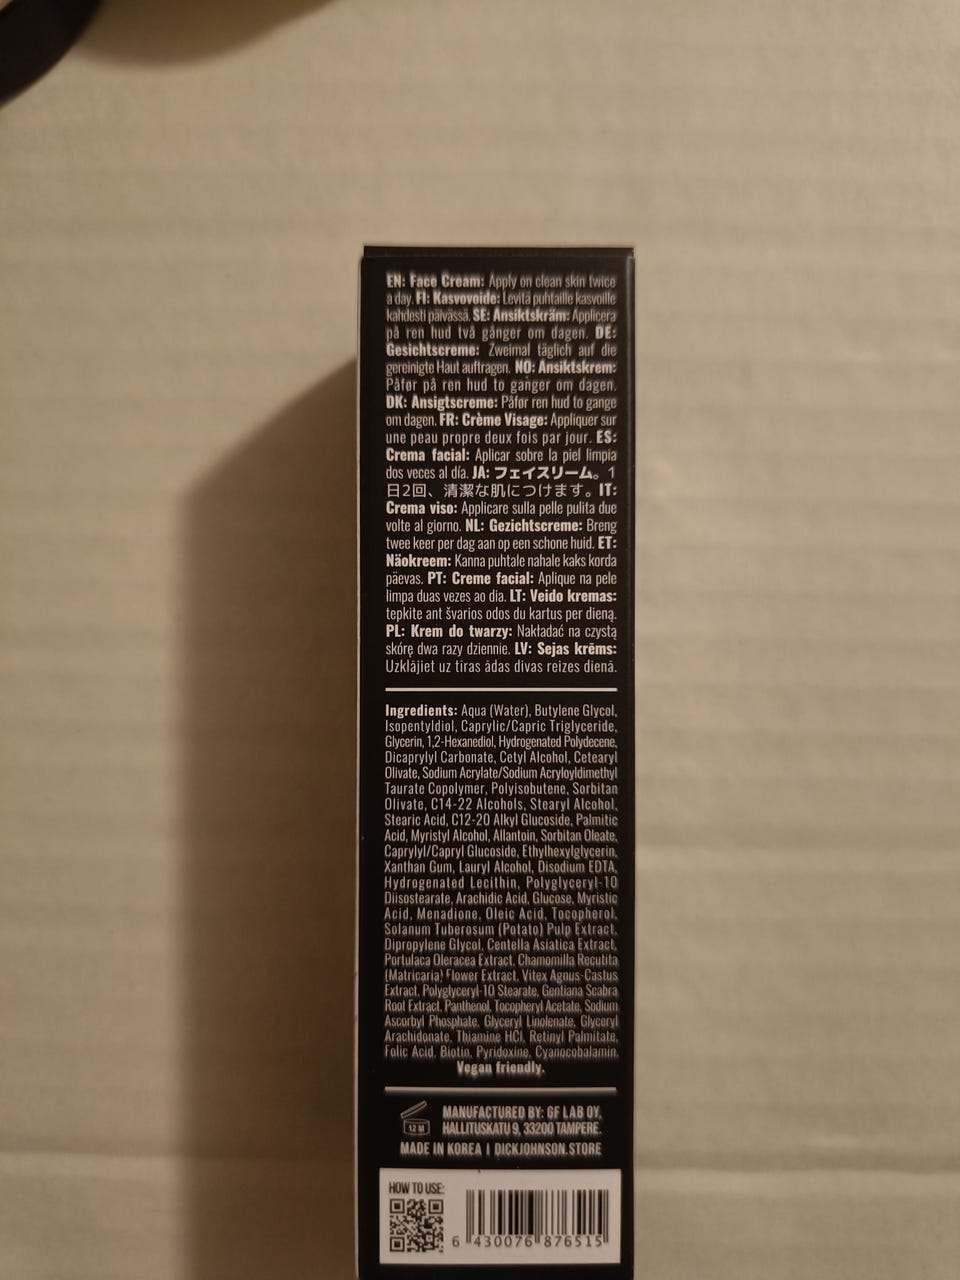 EN: Face Cream: Apply on clean skin twice
a day. FI: Kasvovoide: Levitä puhtaille kasvoille
kahdesti päivässä. SE: Ansiktskräm: Applicera
på ren hud två gånger om dagen. DE:
Gesichtscreme: Zweimal täglich auf die
gereinigte Haut auftragen. NO: Ansiktskrem:
Påfør på ren hud to ganger om dagen.
DK: Ansigtscreme: Påfør ren hud to gange
om dagen. FR: Crème Visage: Appliquer sur
une peau propre deux fois par jour. ES:
Crema facial: Aplicar sobre la piel limpia
dos veces al día. JA: フェイスリーム。1
日2回、清潔な肌につけます。IT:
Crema viso: Applicare sulla pelle pulita due
volte al giorno. NL: Gezichtscreme: Breng
twee keer per dag aan op een schone huid. ET:
Näokreem: Kanna puhtale nahale kaks korda
päevas. PT: Creme facial: Aplique na pele
limpa duas vezes ao dia. LT: Veido kremas:
tepkite ant švarios odos du kartus per dieną.
PL: Krem do twarzy: Nakładać na czystą
skórę dwa razy dziennie. LV: Sejas krēms:
Uzklājiet uz tīras ādas divas reizes dienā.
Ingredients: Aqua (Water), Butylene Glycol,
Isopentyldiol, Caprylic/Capric Triglyceride,
Glycerin, 1,2-Hexanediol, Hydrogenated Polydecene,
Dicaprylyl Carbonate, Cetyl Alcohol, Cetearyl
Olivate, Sodium Acrylate/Sodium Acryloyldimethyl
Taurate Copolymer, Polyisobutene, Sorbitan
Olivate, C14-22 Alcohols, Stearyl Alcohol,
Stearic Acid, C12-20 Alkyl Glucoside, Palmitic
Acid, Myristyl Alcohol, Allantoin, Sorbitan Oleate,
Caprylyl/Capryl Glucoside, Ethylhexylglycerin,
Xanthan Gum, Lauryl Alcohol, Disodium EDTA,
Hydrogenated Lecithin, Polyglyceryl-10
Diisostearate, Arachidic Acid, Glucose, Myristic
Acid, Menadione, Oleic Acid, Tocopherol,
Solanum Tuberosum (Potato) Pulp Extract,
Dipropylene Glycol, Centella Asiatica Extract,
Portulaca Oleracea Extract, Chamomilla Recutita
(Matricaria) Flower Extract, Vitex Agnus-Castus
Extract, Polyglyceryl-10 Stearate, Gentiana Scabra
Root Extract, Panthenol, Tocopheryl Acetate, Sodium
Ascorbyl Phosphate, Glyceryl Linolenate, Glyceryl
Arachidonate, Thiamine HCl, Retinyl Palmitate,
Folic Acid, Biotin, Pyridoxine, Cyanocobalamin.
Vegan friendly.
12 M
MANUFACTURED BY: GF LAB OY,
HALLITUSKATU 9, 33200 TAMPERE.
MADE IN KOREA | DICKJOHNSON.STORE
HOW TO USE:
6 430076 876515